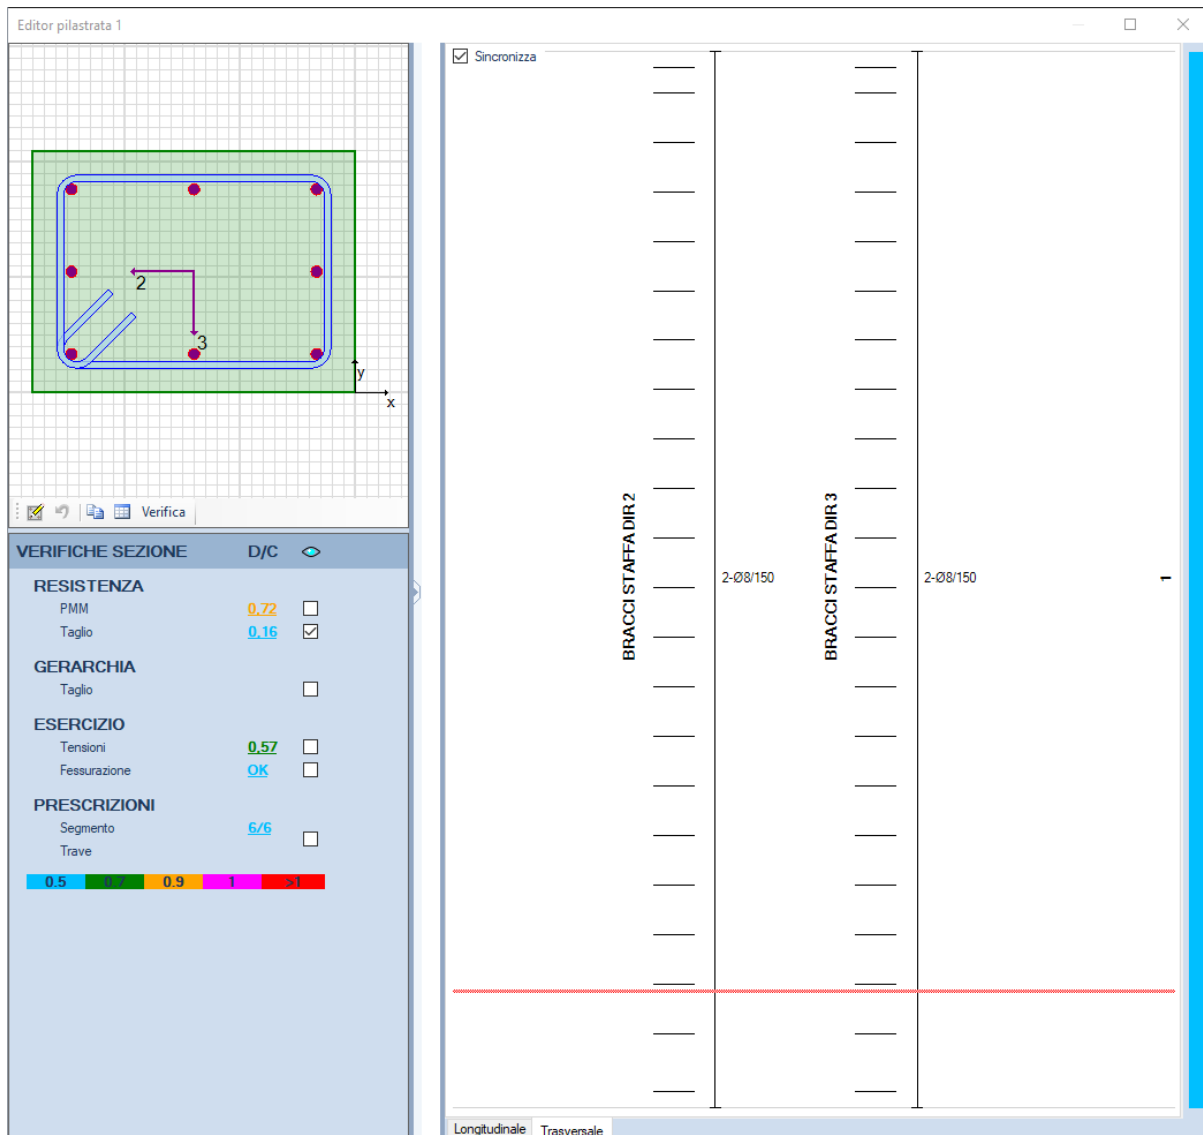 Editor pilastrata 1
2
3
y
x
Verifica
VERIFICHE SEZIONE D/C
RESISTENZA
PMM 0,72
Taglio 0,16
GERARCHIA
Taglio
ESERCIZIO
Tensioni 0,57
Fessurazione OK
PRESCRIZIONI
Segmento 6/6
Trave
0.5 0.7 0.9 1 >1
Sincronizza
BRACCI STAFFA DIR 2
2-Ø8/150
BRACCI STAFFA DIR 3
2-Ø8/150
1
Longitudinale Trasversale